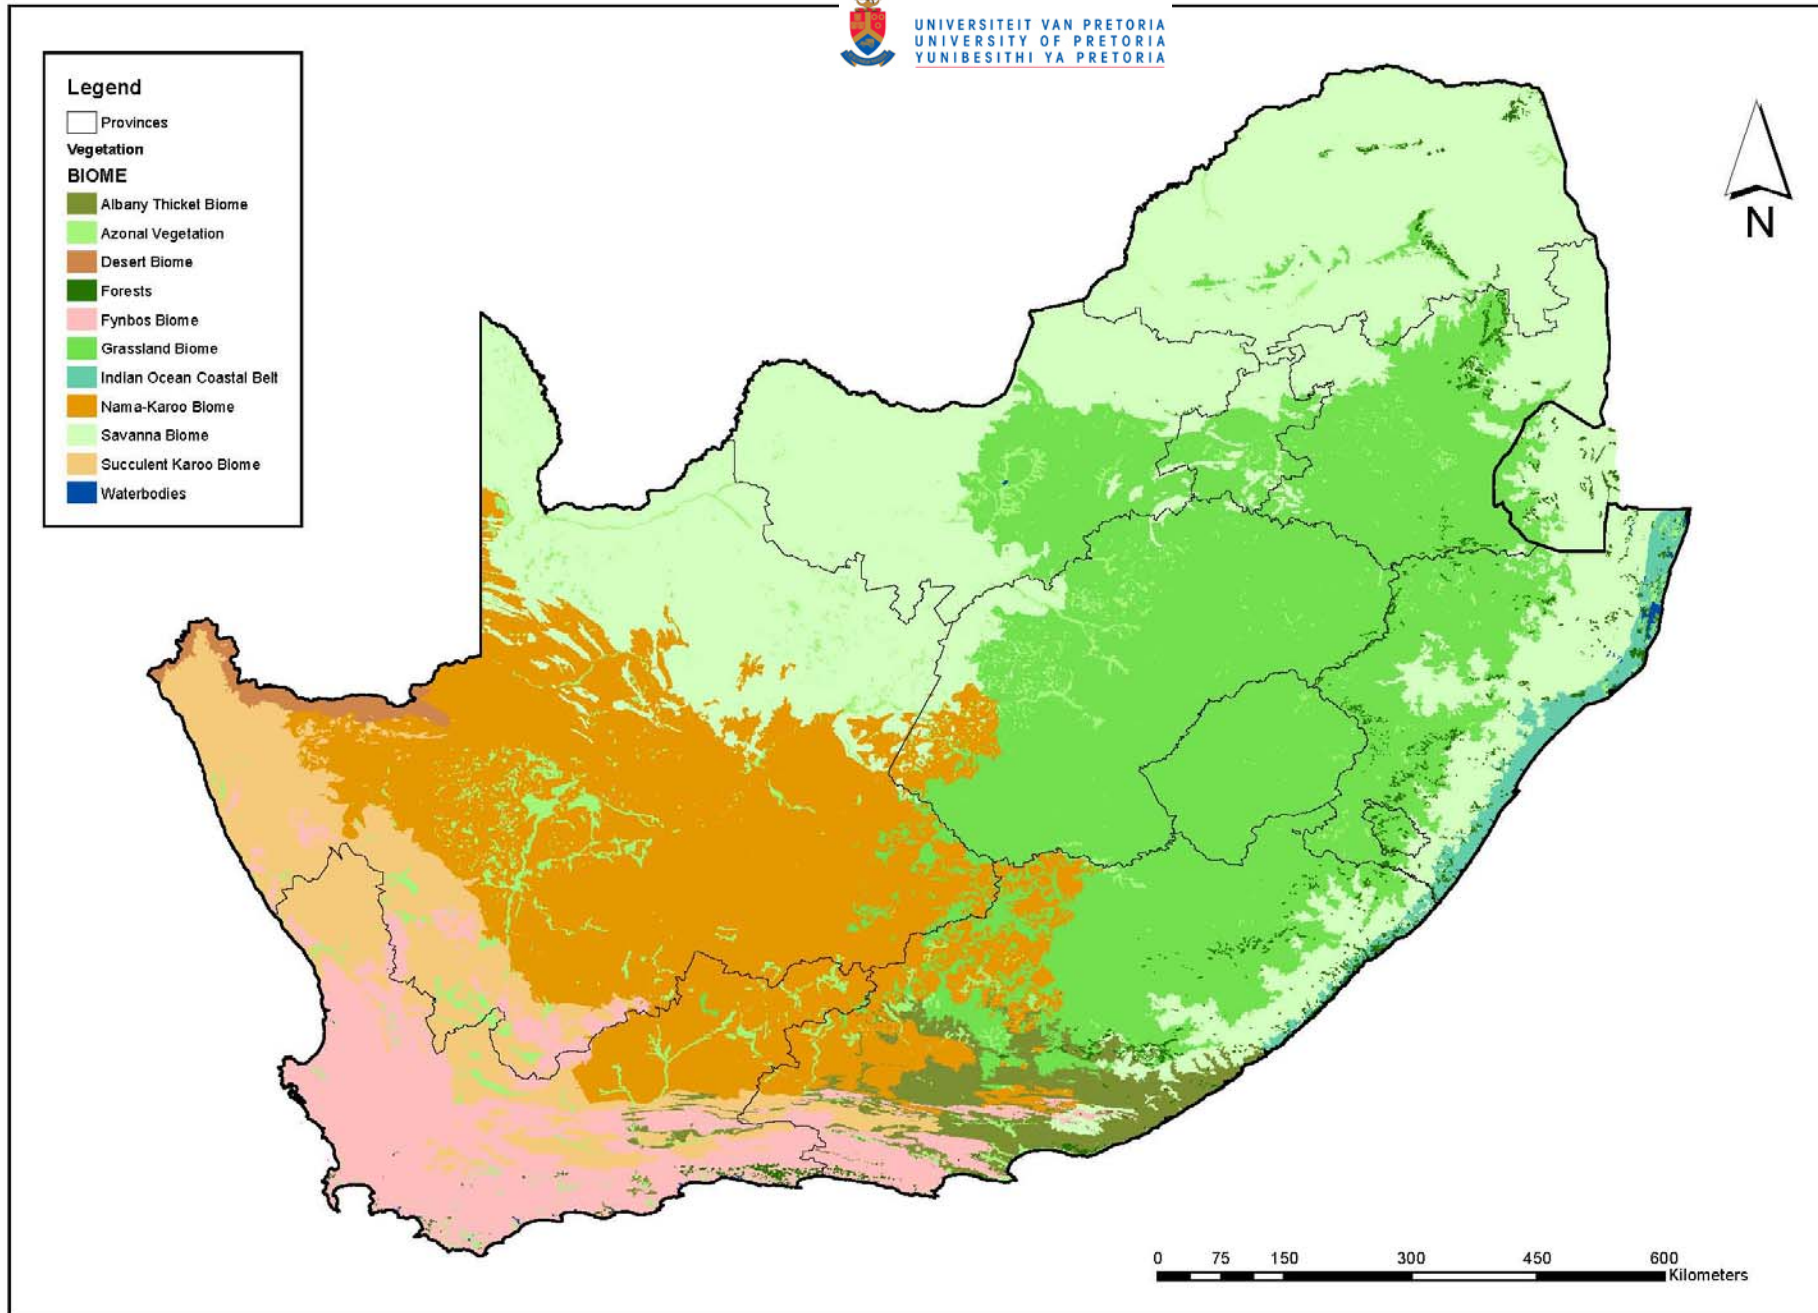 UNIVERSITEIT VAN PRETORIA
UNIVERSITY OF PRETORIA
YUNIBESITHI YA PRETORIA
Legend
Provinces
Vegetation
BIOME
Albany Thicket Biome
Azonal Vegetation
Desert Biome
Forests
Fynbos Biome
Grassland Biome
Indian Ocean Coastal Belt
Nama-Karoo Biome
Savanna Biome
Succulent Karoo Biome
Waterbodies
N
0 75 150 300 450 600
Kilometers